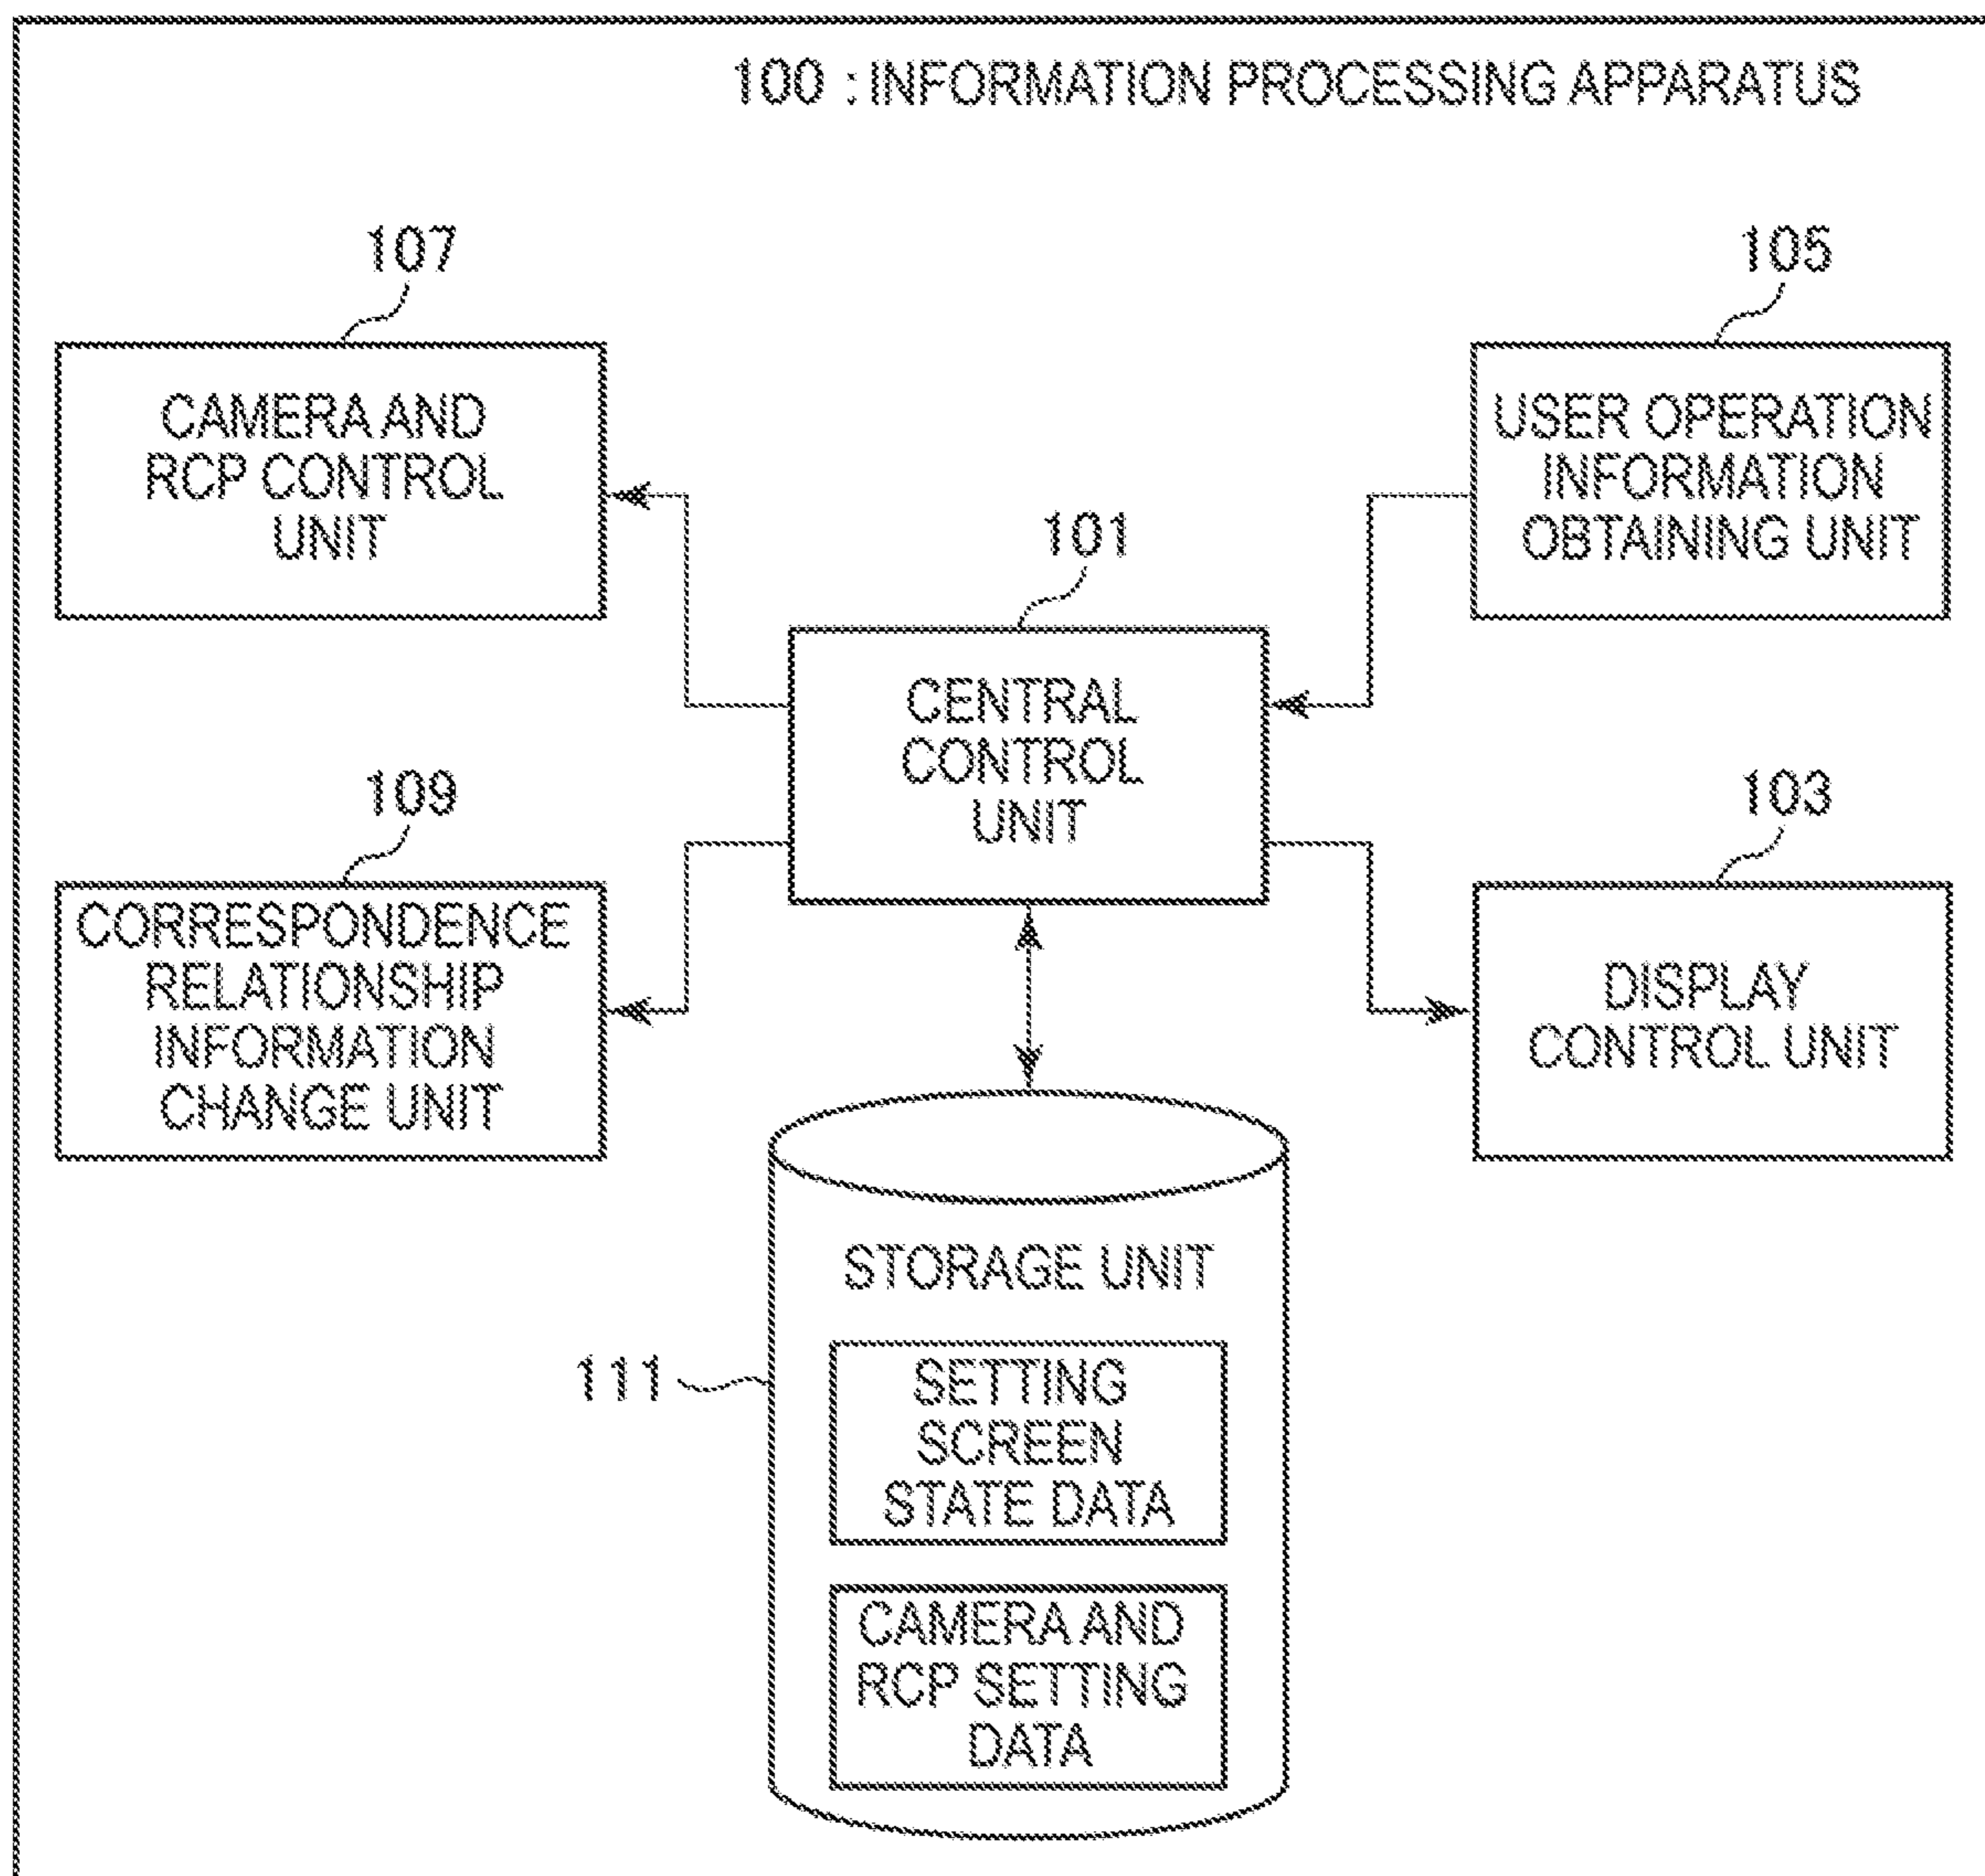 100 : INFORMATION PROCESSING APPARATUS
107
CAMERA AND
RCP CONTROL
UNIT
105
USER OPERATION
INFORMATION
OBTAINING UNIT
101
CENTRAL
CONTROL
UNIT
109
CORRESPONDENCE
RELATIONSHIP
INFORMATION
CHANGE UNIT
103
DISPLAY
CONTROL UNIT
STORAGE UNIT
111
SETTING
SCREEN
STATE DATA
CAMERA AND
RCP SETTING
DATA